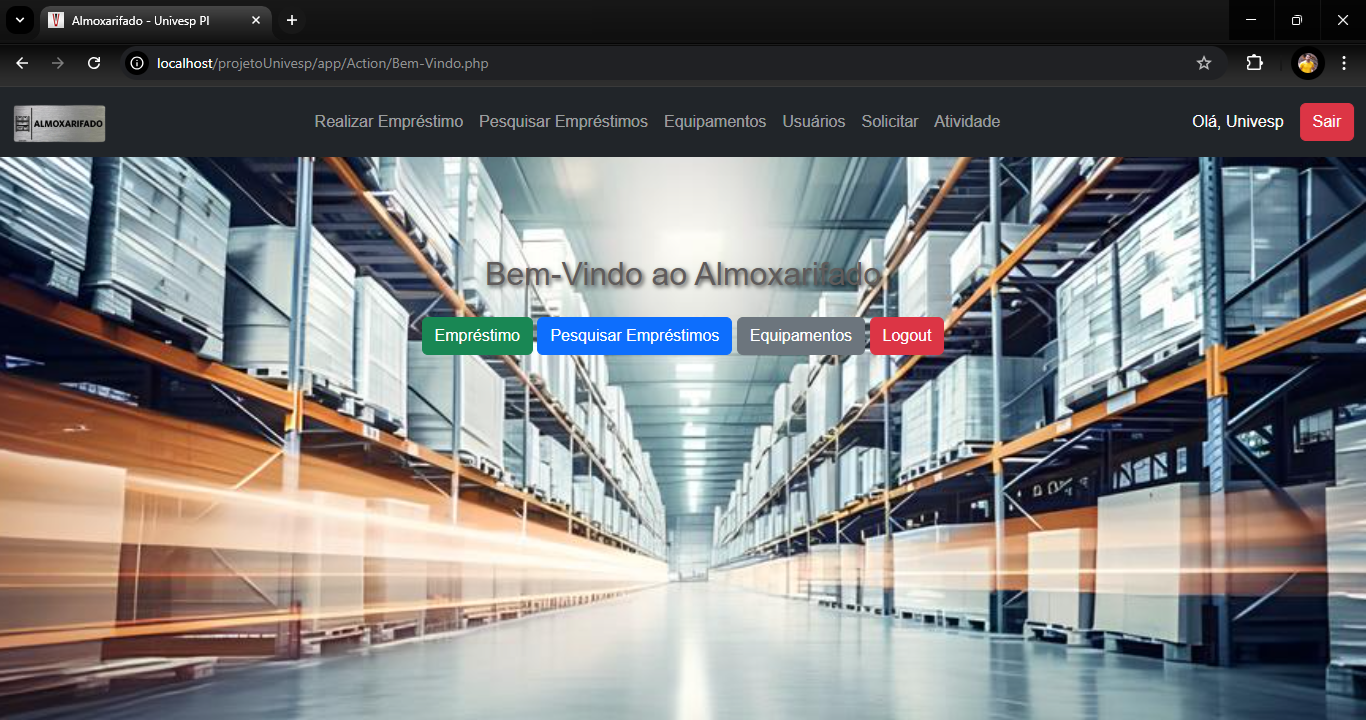 Almoxarifado - Univesp PI
localhost/projetoUnivesp/app/Action/Bem-Vindo.php
ALMOXARIFADO Realizar Empréstimo Pesquisar Empréstimos Equipamentos Usuários Solicitar Atividade Olá, Univesp Sair
Bem-Vindo ao Almoxarifado
Empréstimo Pesquisar Empréstimos Equipamentos Logout